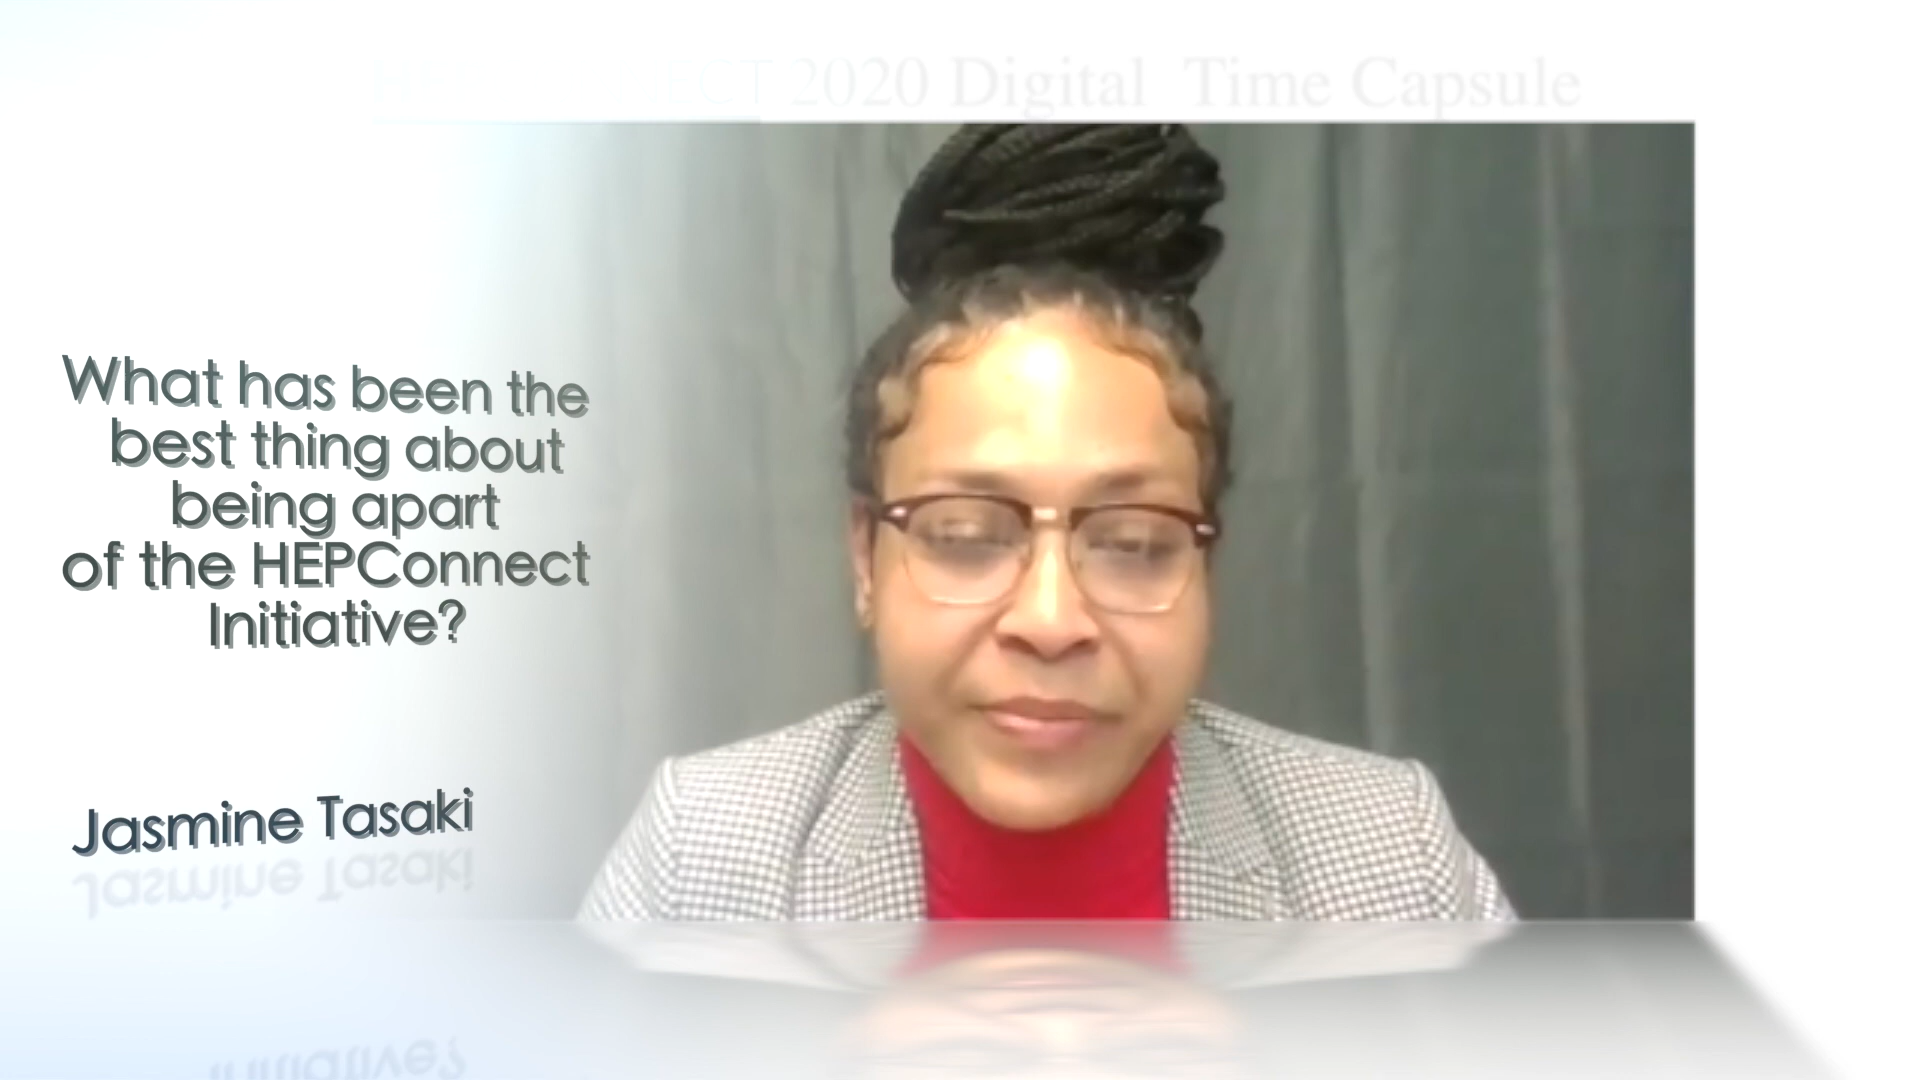 2020 Digital Time Capsule
What has been the
best thing about
being apart
of the HEPConnect
Initiative?
Jasmine Tasaki